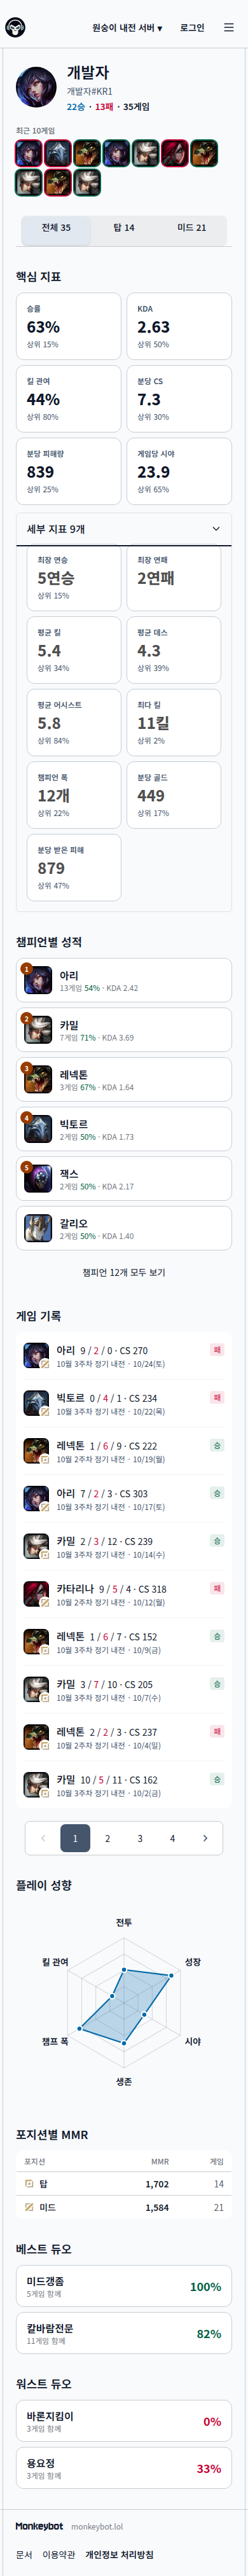 원숭이 내전 서버 ▾ 로그인
개발자
개발자#KR1
22승 · 13패 · 35게임
최근 10게임
전체 35 탑 14 미드 21
핵심 지표
승률 KDA
63% 2.63
상위 15% 상위 50%
킬 관여 분당 CS
44% 7.3
상위 80% 상위 30%
분당 피해량 게임당 시야
839 23.9
상위 25% 상위 65%
세부 지표 9개
최장 연승 최장 연패
5연승 2연패
상위 15%
평균 킬 평균 데스
5.4 4.3
상위 34% 상위 39%
평균 어시스트 최다 킬
5.8 11킬
상위 84% 상위 2%
챔피언 폭 분당 골드
12개 449
상위 22% 상위 17%
분당 받은 피해
879
상위 47%
챔피언별 성적
1 아리
13게임 54% · KDA 2.42
2 카밀
7게임 71% · KDA 3.69
3 레넥톤
3게임 67% · KDA 1.64
4 빅토르
2게임 50% · KDA 1.73
5 잭스
2게임 50% · KDA 2.17
갈리오
2게임 50% · KDA 1.40
챔피언 12개 모두 보기
게임 기록
아리 9 / 2 / 0 · CS 270 패
10월 3주차 정기 내전 · 10/24(토)
빅토르 0 / 4 / 1 · CS 234 패
10월 3주차 정기 내전 · 10/22(목)
레넥톤 1 / 6 / 9 · CS 222 승
10월 2주차 정기 내전 · 10/19(월)
아리 7 / 2 / 3 · CS 303 패
10월 3주차 정기 내전 · 10/17(토)
카밀 2 / 3 / 12 · CS 239 승
10월 3주차 정기 내전 · 10/14(수)
카타리나 9 / 5 / 4 · CS 318 패
10월 2주차 정기 내전 · 10/12(월)
레넥톤 1 / 6 / 7 · CS 152 승
10월 3주차 정기 내전 · 10/9(금)
카밀 3 / 7 / 10 · CS 205 승
10월 3주차 정기 내전 · 10/7(수)
레넥톤 2 / 2 / 3 · CS 237 패
10월 2주차 정기 내전 · 10/4(일)
카밀 10 / 5 / 11 · CS 162 승
10월 3주차 정기 내전 · 10/2(금)
1 2 3 4
플레이 성향
전투
킬 관여 성장
챔프 폭 시야
생존
포지션별 MMR
포지션 MMR 게임
탑 1,702 14
미드 1,584 21
베스트 듀오
미드갱좀 100%
5게임 함께
칼바람전문 82%
11게임 함께
워스트 듀오
바론지킴이 0%
3게임 함께
용요정 33%
3게임 함께
Monkeybot monkeybot.lol
문서 이용약관 개인정보 처리방침